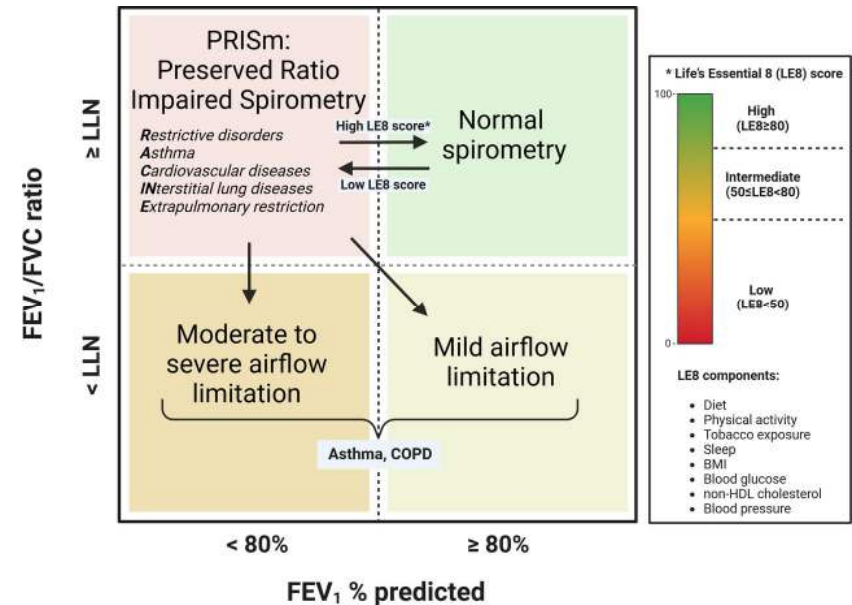 PRISm:
Preserved Ratio
Impaired Spirometry
Restrictive disorders
Asthma
Cardiovascular diseases
INterstitial lung diseases
Extrapulmonary restriction
High LE8 score*
Low LE8 score
Normal
spirometry
Moderate to
severe airflow
limitation
Mild airflow
limitation
Asthma, COPD
≥ LLN
< LLN
FEV₁/FVC ratio
< 80%
≥ 80%
FEV₁ % predicted
* Life's Essential 8 (LE8) score
100
High
(LE8≥80)
Intermediate
(50≤LE8<80)
Low
(LE8<50)
0
LE8 components:
• Diet
• Physical activity
• Tobacco exposure
• Sleep
• BMI
• Blood glucose
• non-HDL cholesterol
• Blood pressure